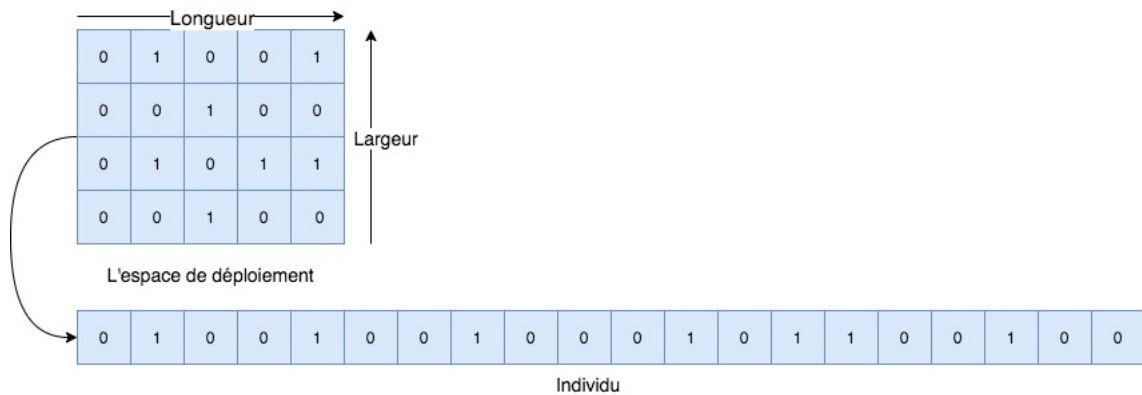 Longueur
0 1 0 0 1
0 0 1 0 0
Largeur
0 1 0 1 1
0 0 1 0 0
L'espace de déploiement
0 1 0 0 1 0 0 1 0 0 0 1 0 1 1 0 0 1 0 0
Individu